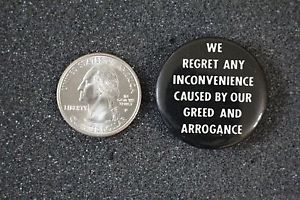 LIBERTY
WE
REGRET ANY
INCONVENIENCE
CAUSED BY OUR
GREED AND
ARROGANCE